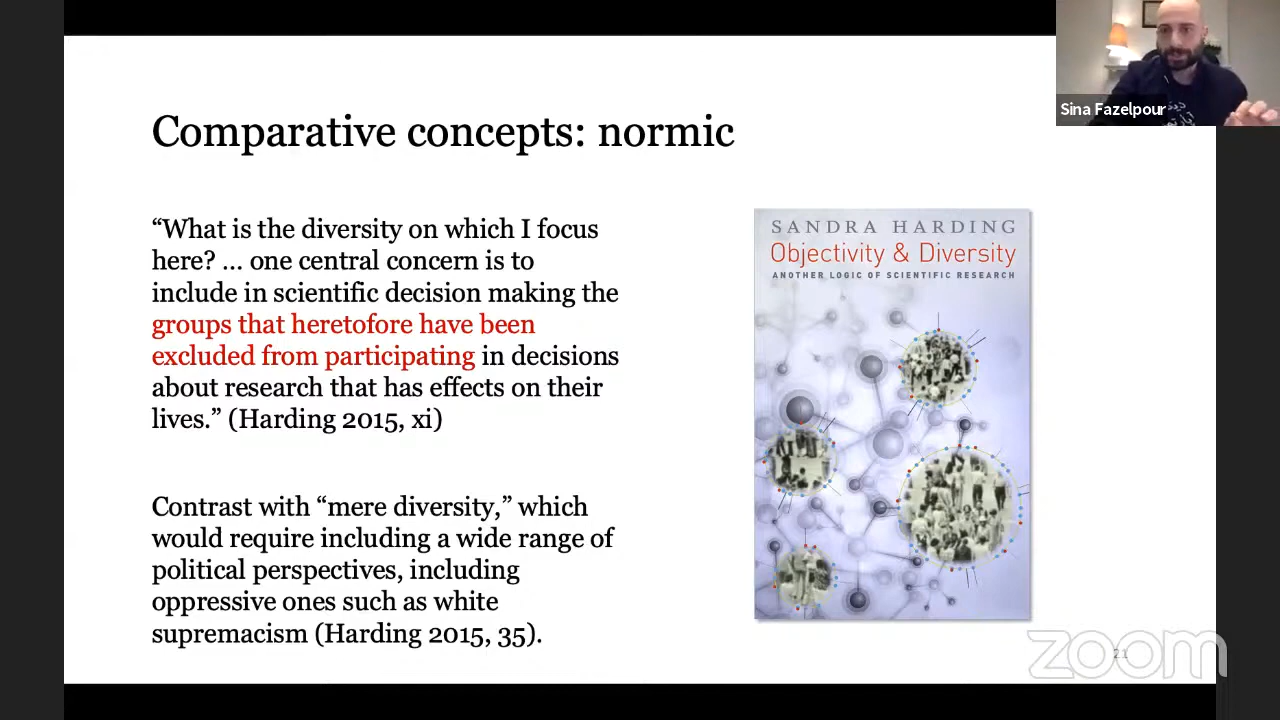 Sina Fazelpour
Comparative concepts: normic
“What is the diversity on which I focus
here? ... one central concern is to
include in scientific decision making the
groups that heretofore have been
excluded from participating in decisions
about research that has effects on their
lives.” (Harding 2015, xi)
Contrast with “mere diversity,” which
would require including a wide range of
political perspectives, including
oppressive ones such as white
supremacism (Harding 2015, 35).
SANDRA HARDING
Objectivity & Diversity
ANOTHER LOGIC OF SCIENTIFIC RESEARCH
21
zoom